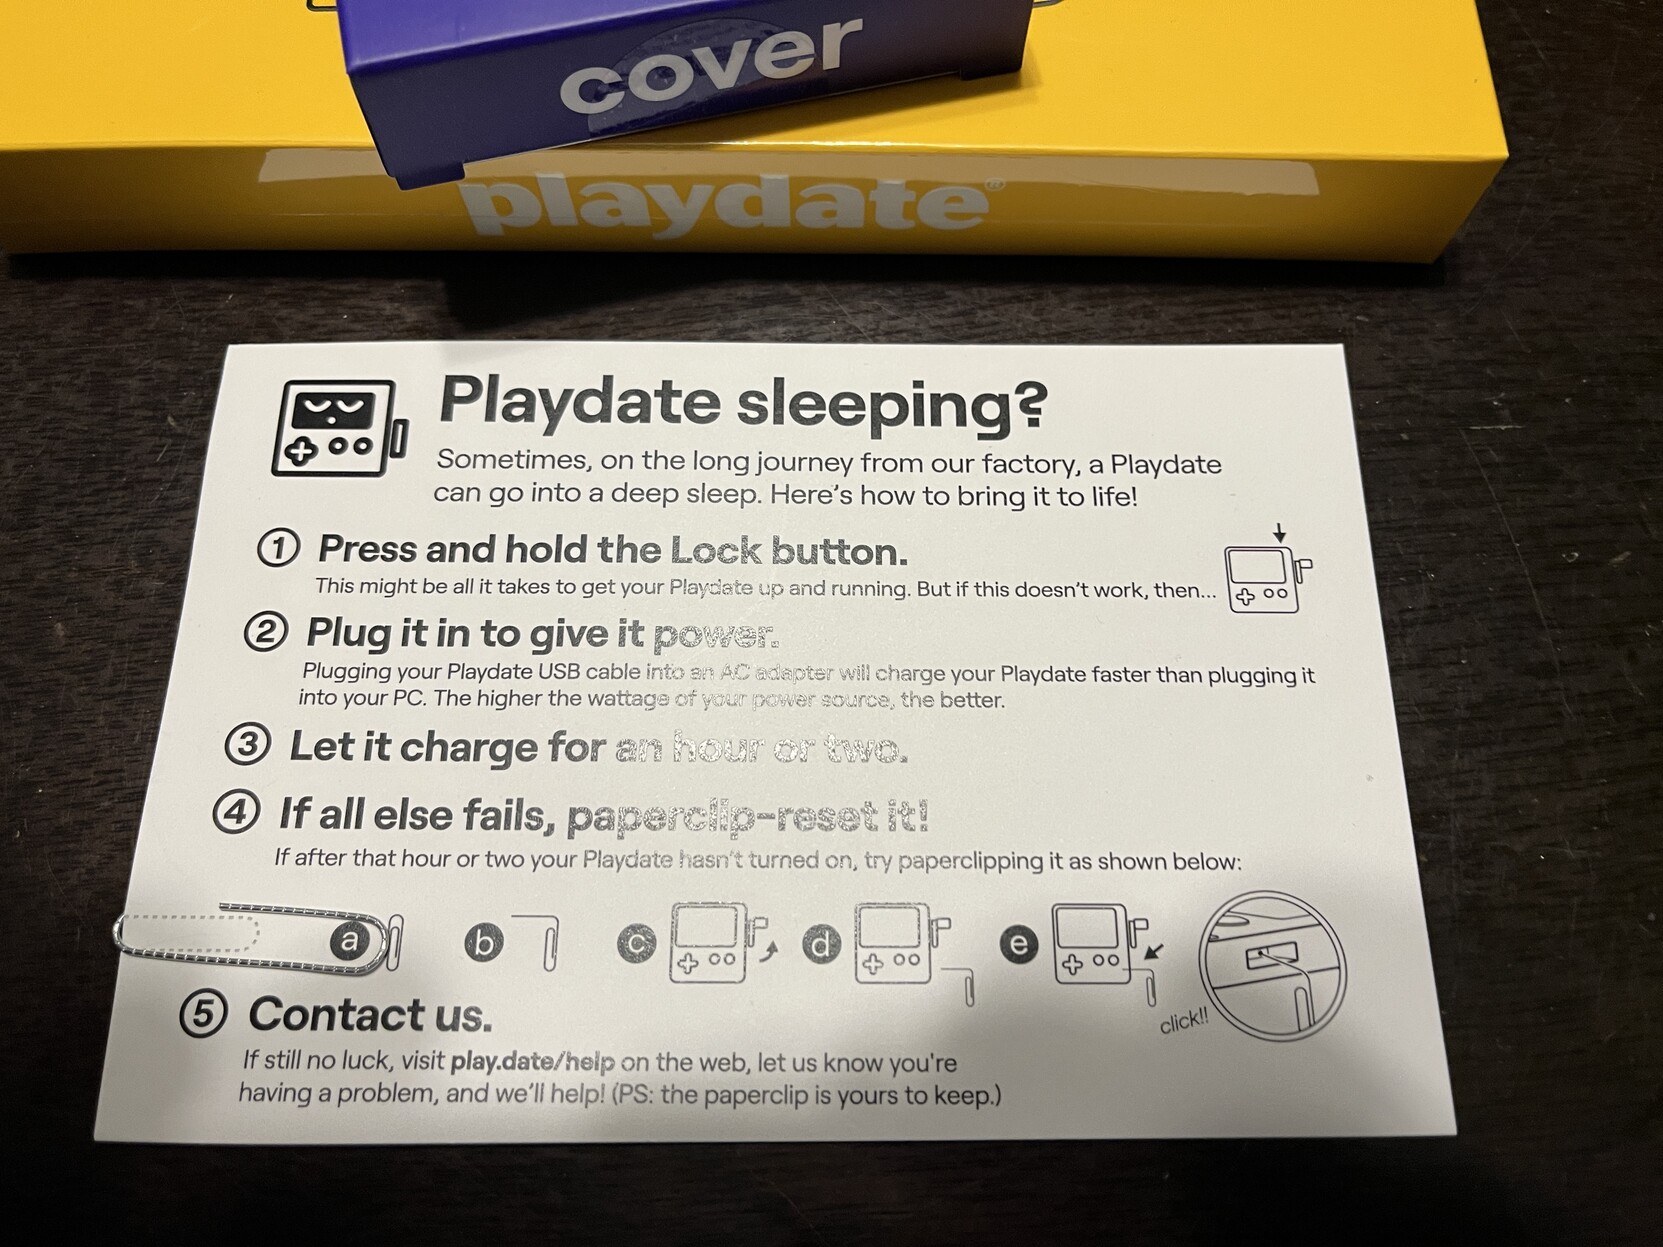 cover
playdate®
Playdate sleeping?
Sometimes, on the long journey from our factory, a Playdate
can go into a deep sleep. Here's how to bring it to life!
1 Press and hold the Lock button.
This might be all it takes to get your Playdate up and running. But if this doesn't work, then...
2 Plug it in to give it power.
Plugging your Playdate USB cable into an AC adapter will charge your Playdate faster than plugging it
into your PC. The higher the wattage of your power source, the better.
3 Let it charge for an hour or two.
4 If all else fails, paperclip-reset it!
If after that hour or two your Playdate hasn't turned on, try paperclipping it as shown below:
a b c d e
click!!
5 Contact us.
If still no luck, visit play.date/help on the web, let us know you're
having a problem, and we'll help! (PS: the paperclip is yours to keep.)